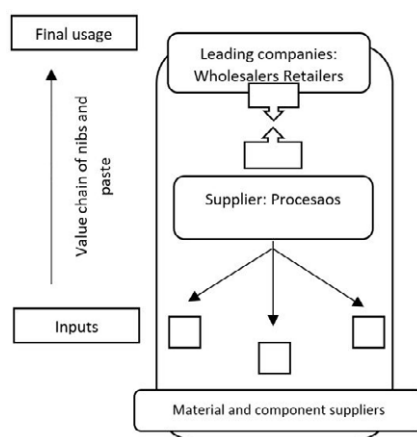 Final usage
Leading companies:
Wholesalers Retailers
Value chain of nibs and
paste
Supplier: Procesaos
Inputs
Material and component suppliers